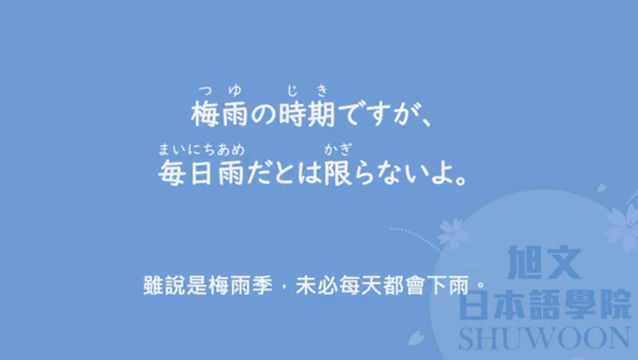 つゆ じき
梅雨の時期ですが、
まいにちあめ かぎ
毎日雨だとは限らないよ。
雖說是梅雨季，未必每天都會下雨。
旭文
日本語學院
SHUWOON